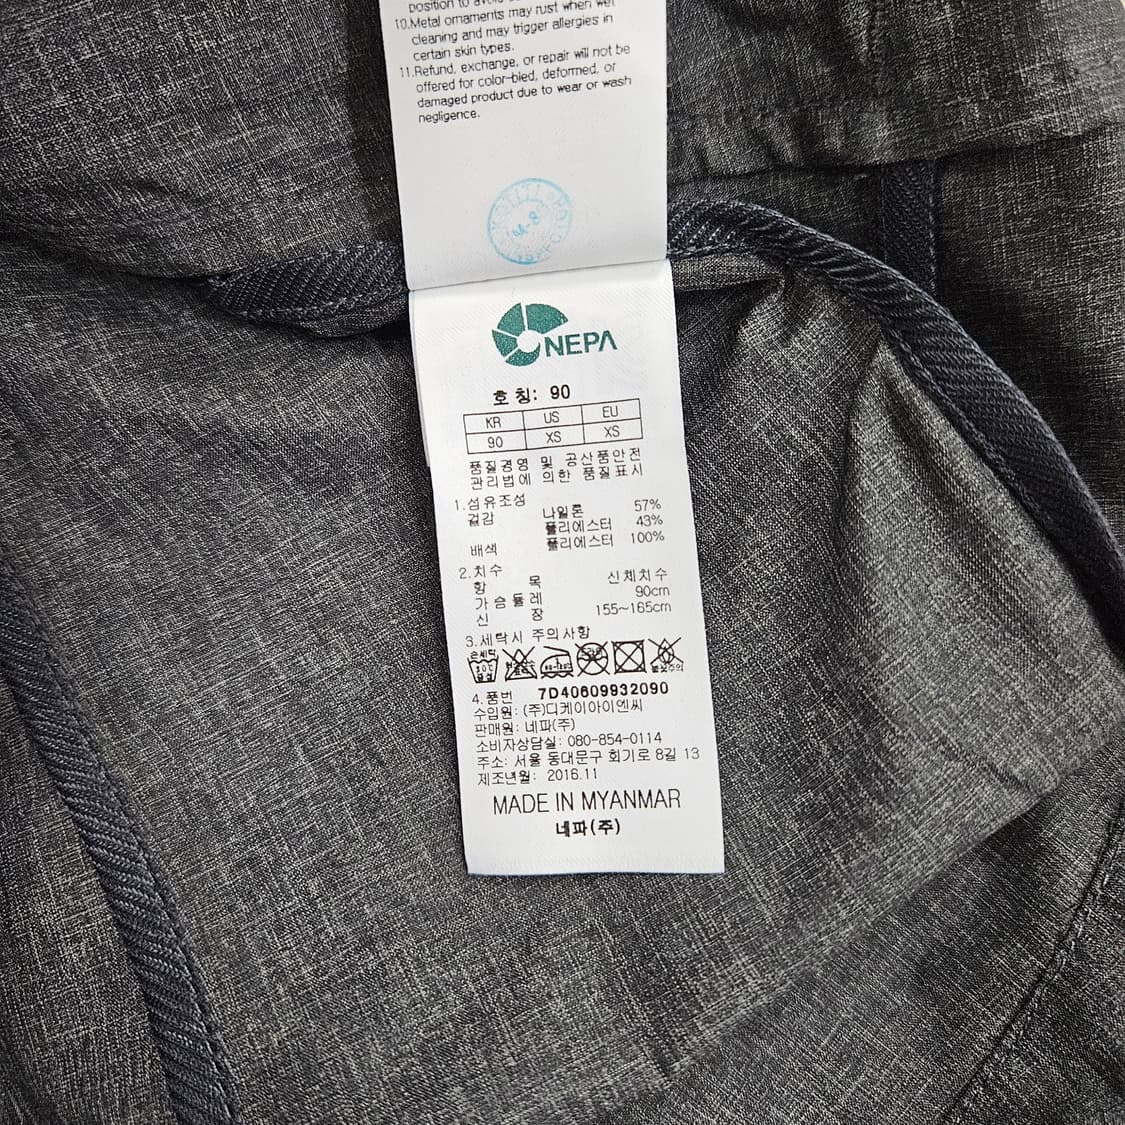 position to avoid
10.Metal ornaments may rust when wet
cleaning and may trigger allergies in
certain skin types.
11.Refund, exchange, or repair will not be
offered for color-bled, deformed, or
damaged product due to wear or wash
negligence.
M-8
NEPA
호 칭: 90
KR US EU
90 XS XS
품질경영 및 공산품안전
관리법에 의한 품질표시
1.섬유조성
겉감 나일론 57%
폴리에스터 43%
배색 폴리에스터 100%
2.치수
항 목 신체치수
가슴둘레 90cm
신 장 155~165cm
3.세탁시 주의사항
손세탁
30℃
중성
4.품번 7D40609932090
수입원: (주)디케이아이엔씨
판매원: 네파(주)
소비자상담실: 080-854-0114
주소: 서울 동대문구 회기로 8길 13
제조년월: 2016.11
MADE IN MYANMAR
네파(주)